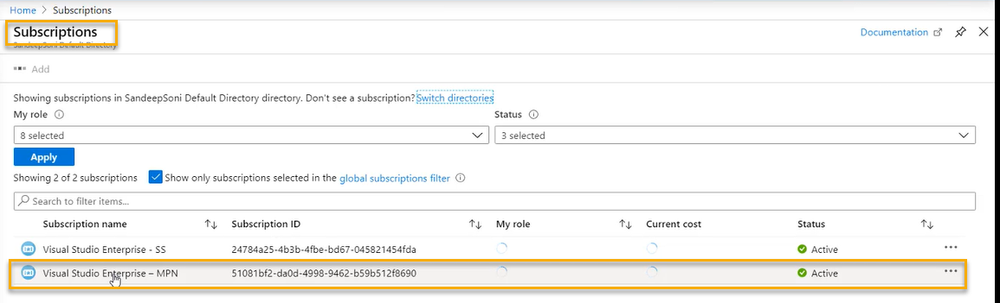 Home > Subscriptions
Subscriptions
SandeepSoni Default Directory
Documentation
Add
Showing subscriptions in SandeepSoni Default Directory directory. Don't see a subscription? Switch directories
My role
Status
8 selected
3 selected
Apply
Showing 2 of 2 subscriptions Show only subscriptions selected in the global subscriptions filter
Search to filter items...
Subscription name Subscription ID My role Current cost Status
Visual Studio Enterprise - SS 24784a25-4b3b-4fbe-bd67-045821454fda Active
Visual Studio Enterprise – MPN 51081bf2-da0d-4998-9462-b59b512f8690 Active